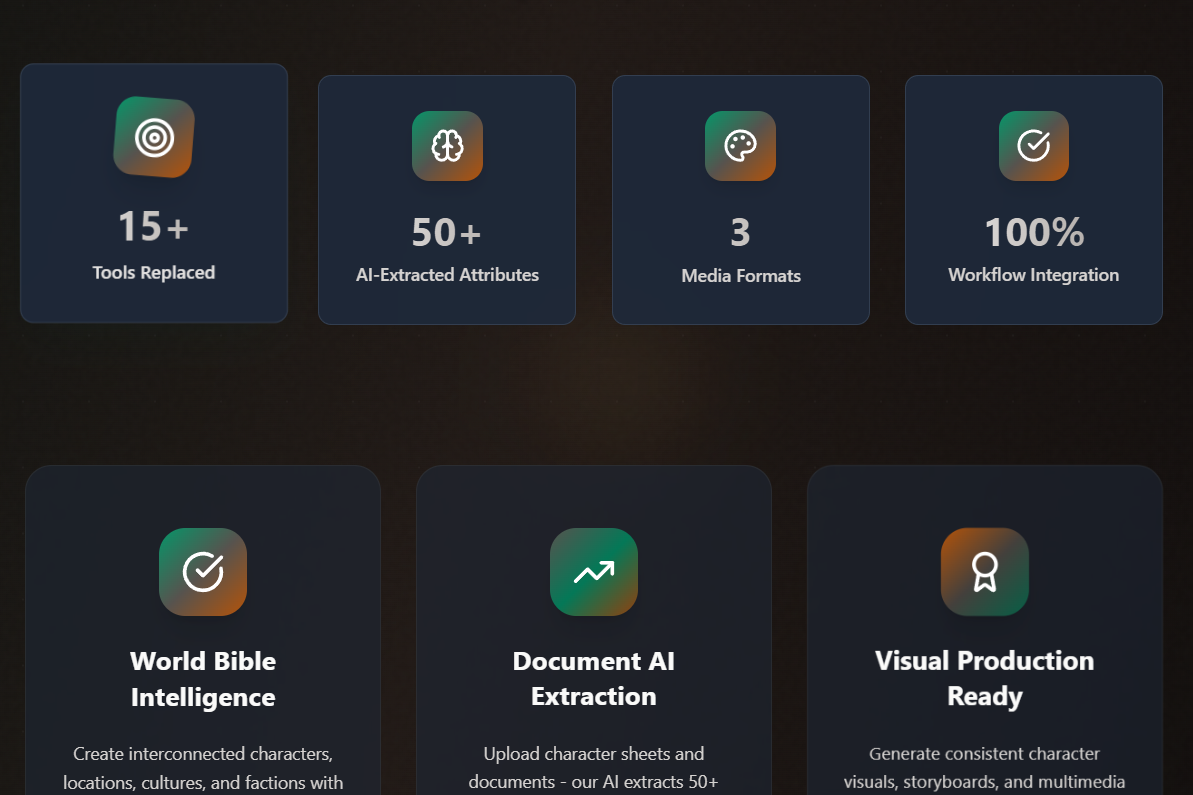 15+
Tools Replaced
50+
AI-Extracted Attributes
3
Media Formats
100%
Workflow Integration
World Bible
Intelligence
Create interconnected characters,
locations, cultures, and factions with
Document AI
Extraction
Upload character sheets and
documents - our AI extracts 50+
Visual Production
Ready
Generate consistent character
visuals, storyboards, and multimedia